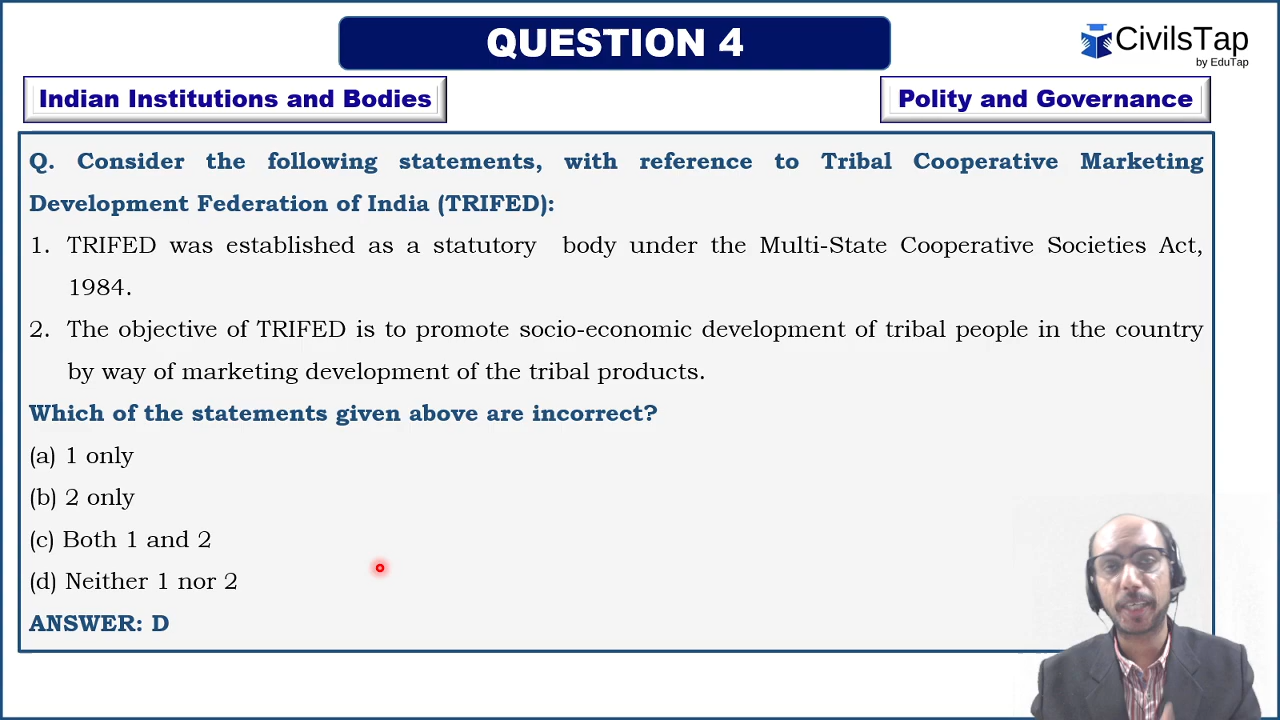 QUESTION 4
CivilsTap
by EduTap
Indian Institutions and Bodies
Polity and Governance
Q. Consider the following statements, with reference to Tribal Cooperative Marketing
Development Federation of India (TRIFED):
1. TRIFED was established as a statutory body under the Multi-State Cooperative Societies Act,
1984.
2. The objective of TRIFED is to promote socio-economic development of tribal people in the country
by way of marketing development of the tribal products.
Which of the statements given above are incorrect?
(a) 1 only
(b) 2 only
(c) Both 1 and 2
(d) Neither 1 nor 2
ANSWER: D